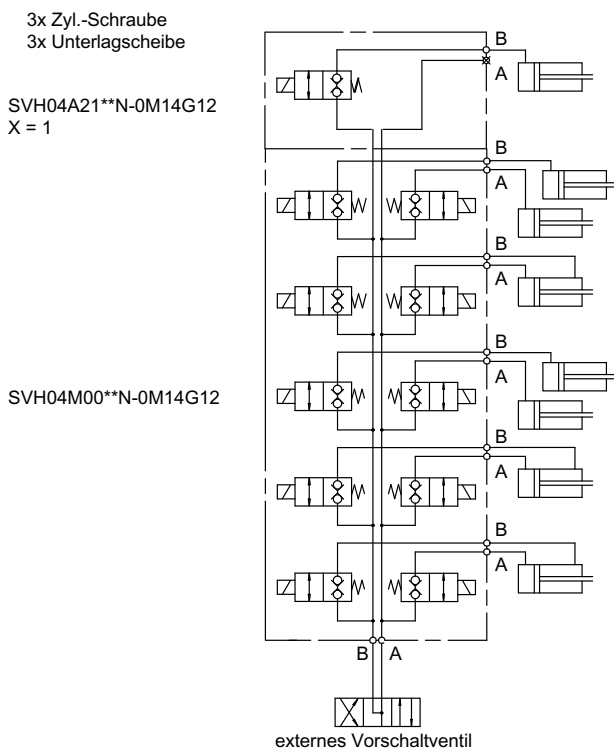 3x Zyl.-Schraube
3x Unterlagscheibe
B
A
SVH04A21**N-0M14G12
X = 1
B
A
B
A
B
A
SVH04M00**N-0M14G12
B
A
B
A
B A
externes Vorschaltventil